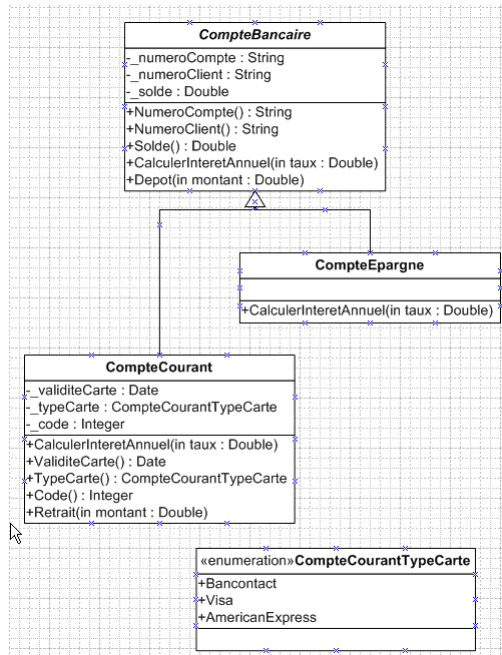 CompteBancaire
-_numeroCompte : String
-_numeroClient : String
-_solde : Double
+NumeroCompte() : String
+NumeroClient() : String
+Solde() : Double
+CalculerInteretAnnuel(in taux : Double)
+Depot(in montant : Double)
CompteEpargne
+CalculerInteretAnnuel(in taux : Double)
CompteCourant
-_validiteCarte : Date
-_typeCarte : CompteCourantTypeCarte
-_code : Integer
+CalculerInteretAnnuel(in taux : Double)
+ValiditeCarte() : Date
+TypeCarte() : CompteCourantTypeCarte
+Code() : Integer
+Retrait(in montant : Double)
«enumeration»CompteCourantTypeCarte
+Bancontact
+Visa
+AmericanExpress